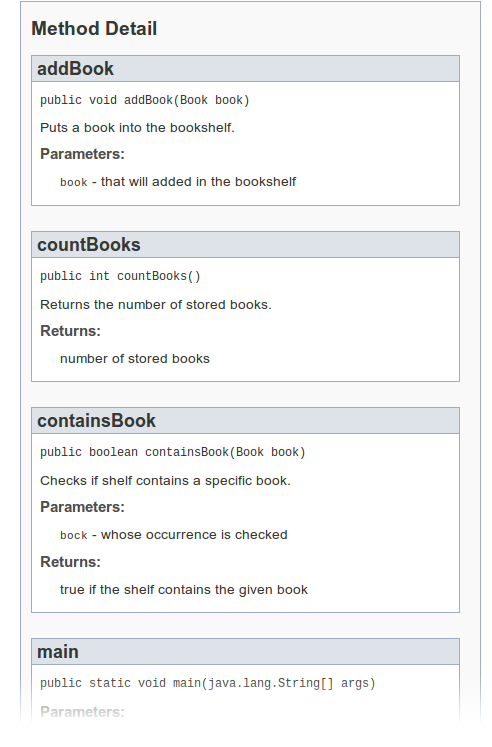 Method Detail
addBook
public void addBook(Book book)
Puts a book into the bookshelf.
Parameters:
book - that will added in the bookshelf
countBooks
public int countBooks()
Returns the number of stored books.
Returns:
number of stored books
containsBook
public boolean containsBook(Book book)
Checks if shelf contains a specific book.
Parameters:
bock - whose occurrence is checked
Returns:
true if the shelf contains the given book
main
public static void main(java.lang.String[] args)
Parameters: